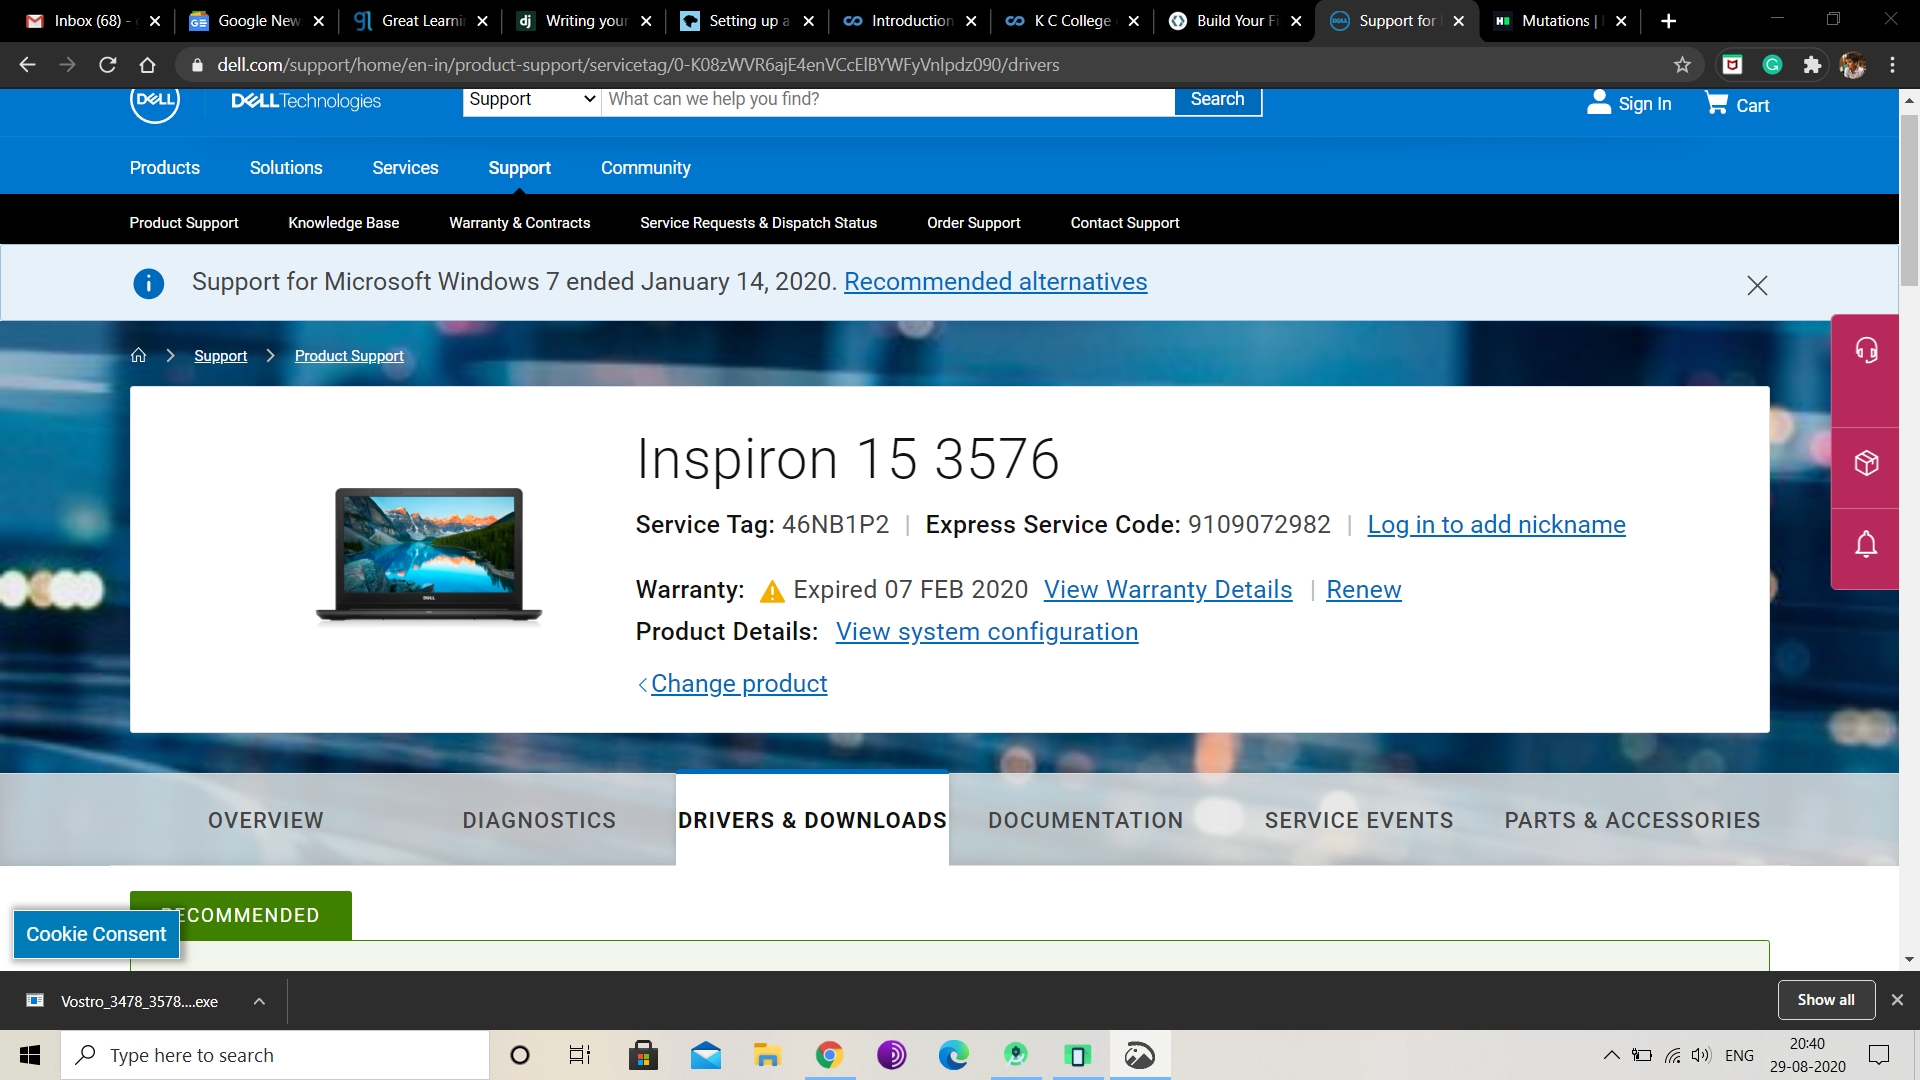 Inbox (68) -
Google New
Great Learni
Writing your
Setting up a
Introduction
K C College
Build Your Fi
Support for
Mutations |
dell.com/support/home/en-in/product-support/servicetag/0-K08zWVR6ajE4enVCcElBYWFyVnlpdz090/drivers
DELL
DELLTechnologies
Support
What can we help you find?
Search
Sign In
Cart
Products
Solutions
Services
Support
Community
Product Support
Knowledge Base
Warranty & Contracts
Service Requests & Dispatch Status
Order Support
Contact Support
Support for Microsoft Windows 7 ended January 14, 2020. Recommended alternatives
Support
Product Support
Inspiron 15 3576
Service Tag: 46NB1P2 | Express Service Code: 9109072982 | Log in to add nickname
Warranty: Expired 07 FEB 2020 View Warranty Details | Renew
Product Details: View system configuration
Change product
OVERVIEW
DIAGNOSTICS
DRIVERS & DOWNLOADS
DOCUMENTATION
SERVICE EVENTS
PARTS & ACCESSORIES
ECOMMENDED
Cookie Consent
Vostro_3478_3578....exe
Show all
Type here to search
ENG
20:40
29-08-2020